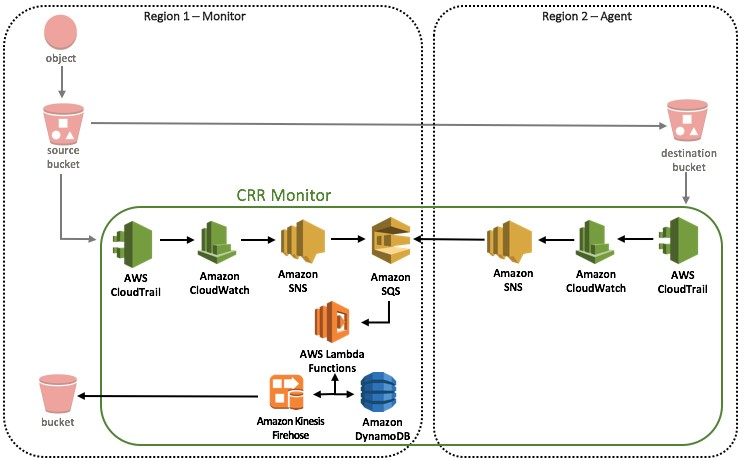 Region 1 – Monitor
Region 2 – Agent
object
source
bucket
destination
bucket
CRR Monitor
AWS
CloudTrail
Amazon
CloudWatch
Amazon
SNS
Amazon
SQS
Amazon
SNS
Amazon
CloudWatch
AWS
CloudTrail
AWS Lambda
Functions
bucket
Amazon Kinesis
Firehose
Amazon
DynamoDB